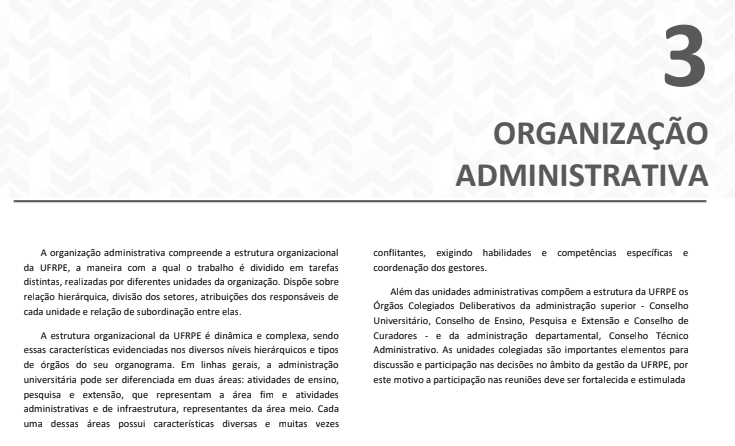 3
ORGANIZAÇÃO
ADMINISTRATIVA
A organização administrativa compreende a estrutura organizacional
da UFRPE, a maneira com a qual o trabalho é dividido em tarefas
distintas, realizadas por diferentes unidades da organização. Dispõe sobre
relação hierárquica, divisão dos setores, atribuições dos responsáveis de
cada unidade e relação de subordinação entre elas.
A estrutura organizacional da UFRPE é dinâmica e complexa, sendo
essas características evidenciadas nos diversos níveis hierárquicos e tipos
de órgãos do seu organograma. Em linhas gerais, a administração
universitária pode ser diferenciada em duas áreas: atividades de ensino,
pesquisa e extensão, que representam a área fim e atividades
administrativas e de infraestrutura, representantes da área meio. Cada
uma dessas áreas possui características diversas e muitas vezes
conflitantes, exigindo habilidades e competências específicas e
coordenação dos gestores.
Além das unidades administrativas compõem a estrutura da UFRPE os
Órgãos Colegiados Deliberativos da administração superior - Conselho
Universitário, Conselho de Ensino, Pesquisa e Extensão e Conselho de
Curadores - e da administração departamental, Conselho Técnico
Administrativo. As unidades colegiadas são importantes elementos para
discussão e participação nas decisões no âmbito da gestão da UFRPE, por
este motivo a participação nas reuniões deve ser fortalecida e estimulada